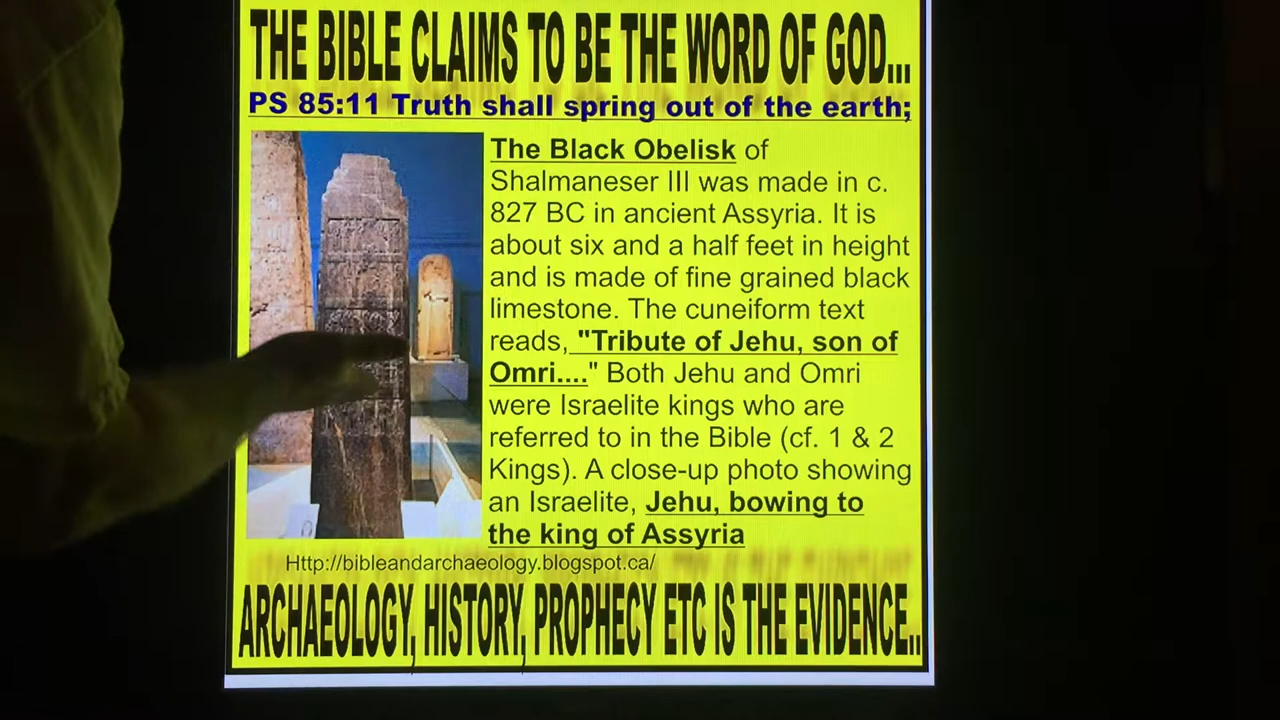 THE BIBLE CLAIMS TO BE THE WORD OF GOD...
PS 85:11 Truth shall spring out of the earth;
The Black Obelisk of
Shalmaneser III was made in c.
827 BC in ancient Assyria. It is
about six and a half feet in height
and is made of fine grained black
limestone. The cuneiform text
reads, "Tribute of Jehu, son of
Omri...." Both Jehu and Omri
were Israelite kings who are
referred to in the Bible (cf. 1 & 2
Kings). A close-up photo showing
an Israelite, Jehu, bowing to
the king of Assyria
Http://bibleandarchaeology.blogspot.ca/
ARCHAEOLOGY, HISTORY, PROPHECY ETC IS THE EVIDENCE..